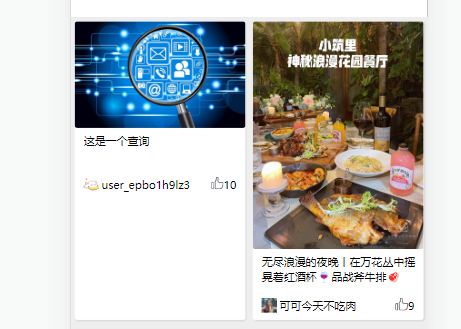 这是一个查询
user_epbo1h9lz3
10
小筑里
神秘浪漫花园餐厅
无尽浪漫的夜晚丨在万花丛中摇
晃着红酒杯🍷品战斧牛排🥩
可可今天不吃肉
9